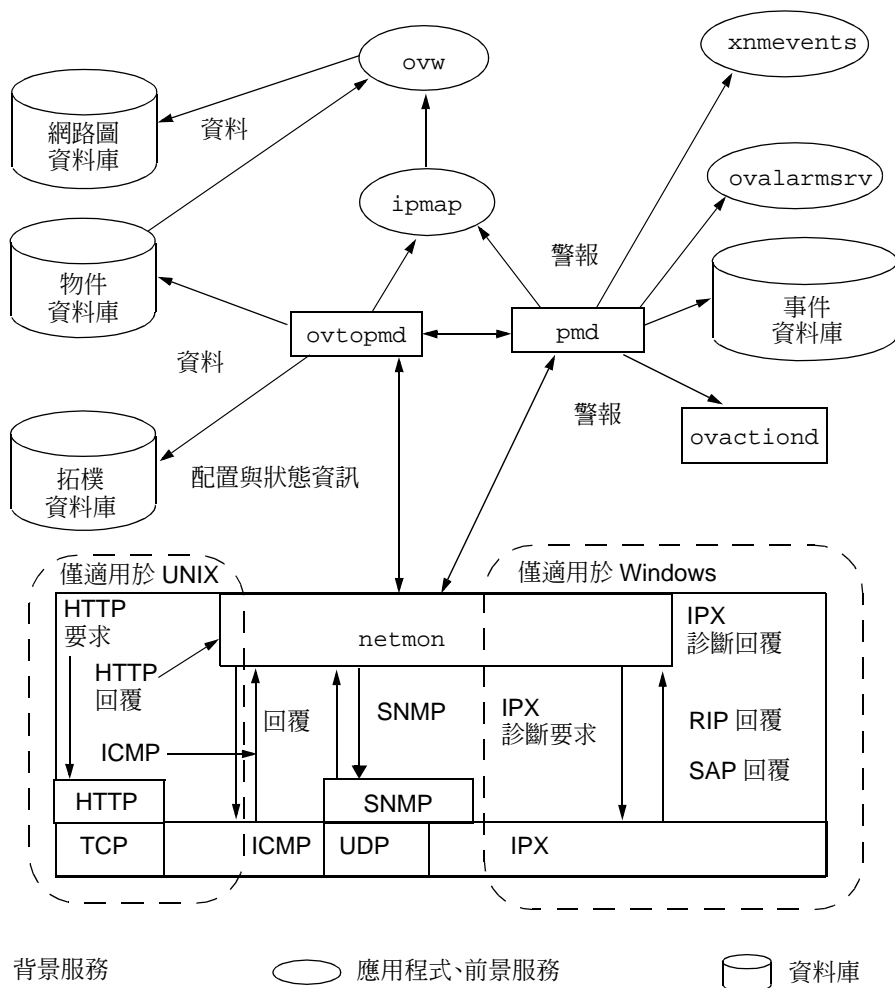 ovw
xnmevents
網路圖
資料庫
資料
ipmap
ovalarmsrv
警報
物件
資料庫
事件
資料庫
ovtopmd
pmd
資料
警報
ovactiond
拓樸
資料庫
配置與狀態資訊
僅適用於 UNIX
僅適用於 Windows
HTTP
要求
netmon
IPX
診斷回覆
HTTP
回覆
回覆
SNMP
IPX
診斷要求
RIP 回覆
ICMP
SAP 回覆
HTTP
SNMP
TCP
ICMP
UDP
IPX
背景服務
應用程式、前景服務
資料庫